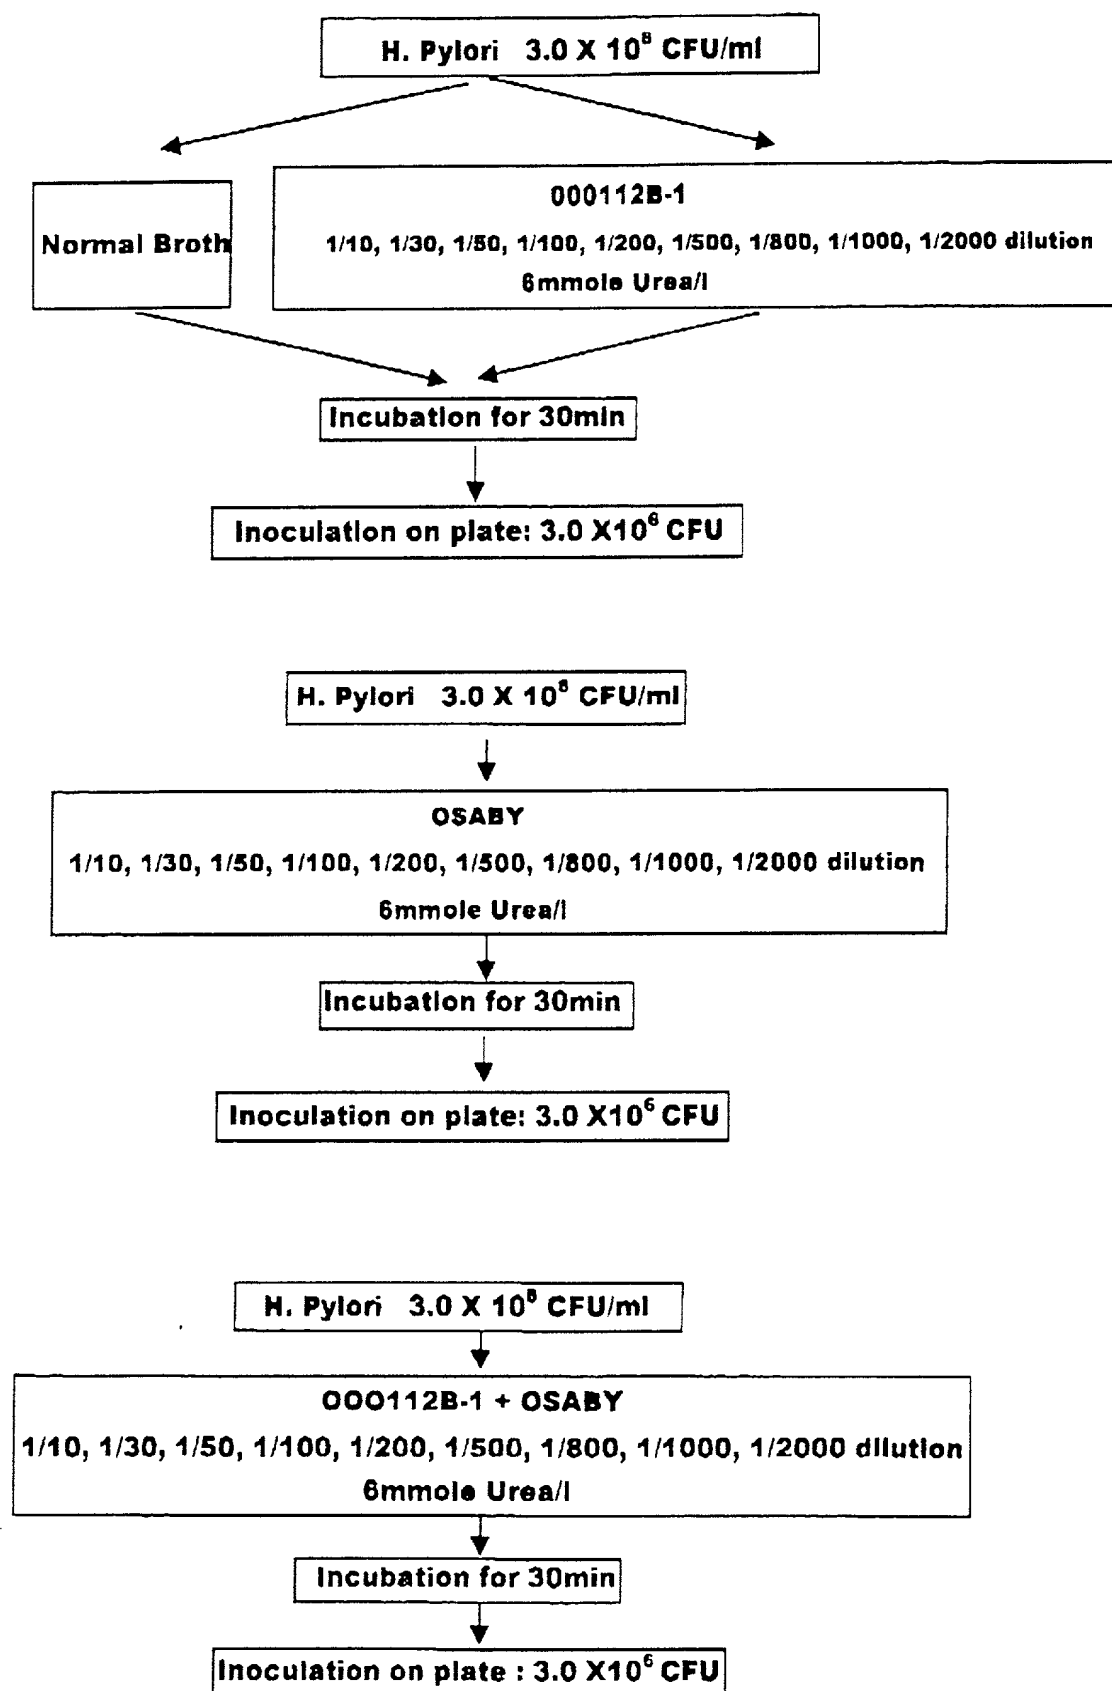 H. Pylori 3.0 X 10⁸ CFU/ml
Normal Broth
000112B-1
1/10, 1/30, 1/50, 1/100, 1/200, 1/500, 1/800, 1/1000, 1/2000 dilution
6mmole Urea/l
Incubation for 30min
Inoculation on plate: 3.0 X10⁶ CFU
H. Pylori 3.0 X 10⁸ CFU/ml
OSABY
1/10, 1/30, 1/50, 1/100, 1/200, 1/500, 1/800, 1/1000, 1/2000 dilution
6mmole Urea/l
Incubation for 30min
Inoculation on plate: 3.0 X10⁶ CFU
H. Pylori 3.0 X 10⁸ CFU/ml
OOO112B-1 + OSABY
1/10, 1/30, 1/50, 1/100, 1/200, 1/500, 1/800, 1/1000, 1/2000 dilution
6mmole Urea/l
Incubation for 30min
Inoculation on plate : 3.0 X10⁶ CFU